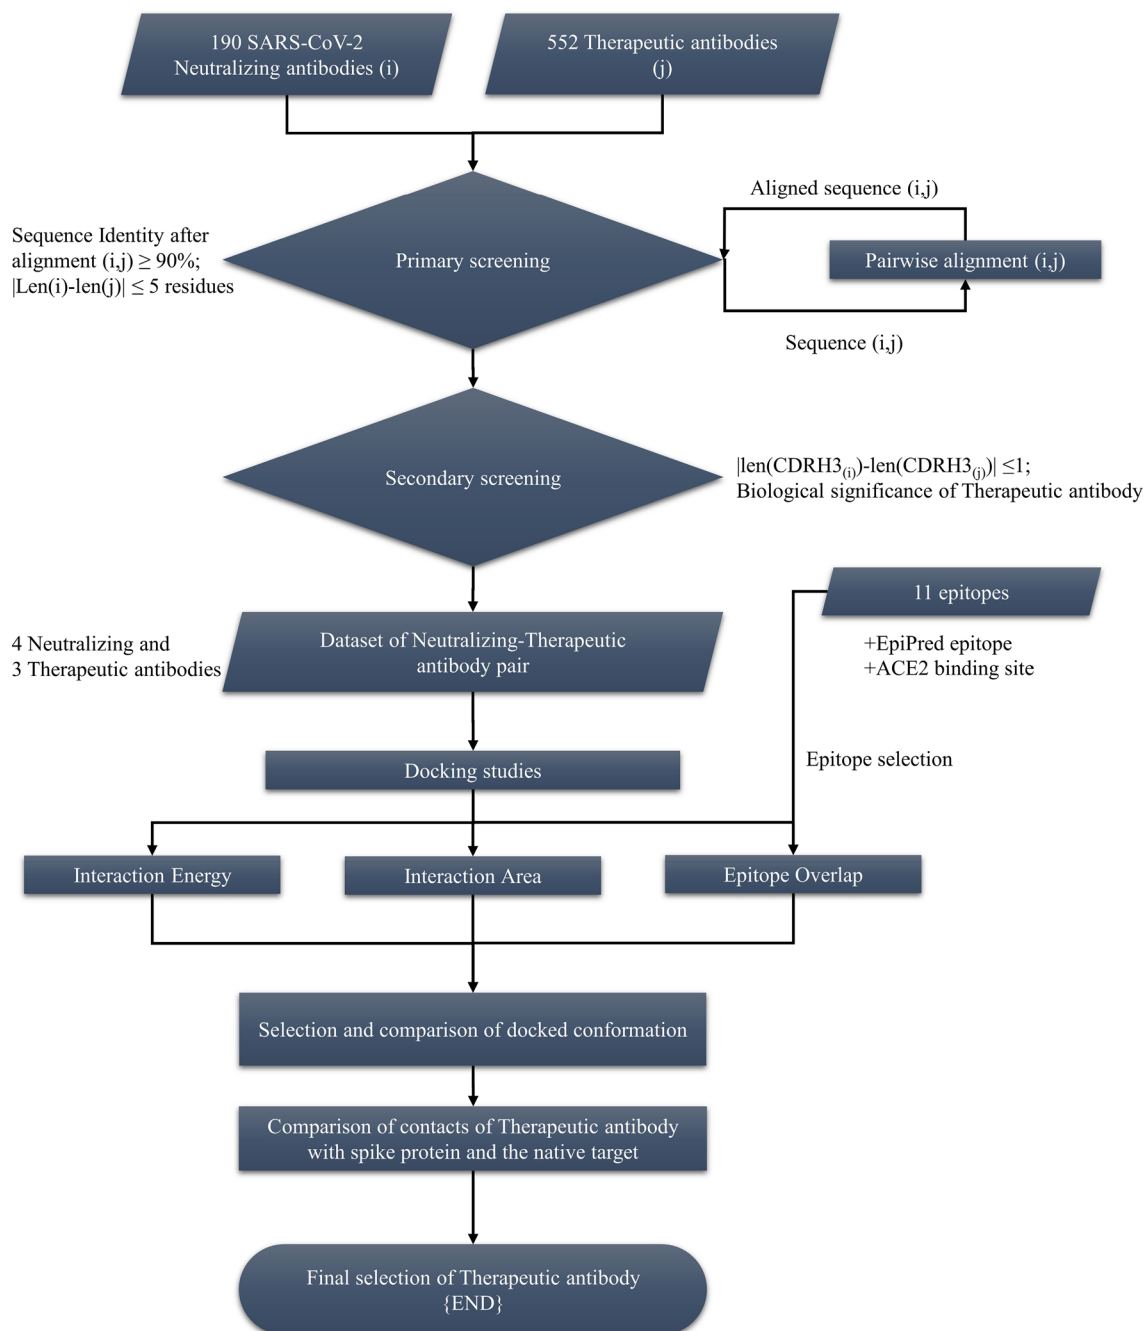 190 SARS-CoV-2
Neutralizing antibodies (i)
552 Therapeutic antibodies
(j)
Aligned sequence (i,j)
Sequence Identity after
alignment (i,j) ≥ 90%;
|Len(i)-len(j)| ≤ 5 residues
Primary screening
Pairwise alignment (i,j)
Sequence (i,j)
Secondary screening
|len(CDRH3(i))-len(CDRH3(j))| ≤1;
Biological significance of Therapeutic antibody
11 epitopes
+EpiPred epitope
+ACE2 binding site
4 Neutralizing and
3 Therapeutic antibodies
Dataset of Neutralizing-Therapeutic
antibody pair
Docking studies
Epitope selection
Interaction Energy
Interaction Area
Epitope Overlap
Selection and comparison of docked conformation
Comparison of contacts of Therapeutic antibody
with spike protein and the native target
Final selection of Therapeutic antibody
{END}